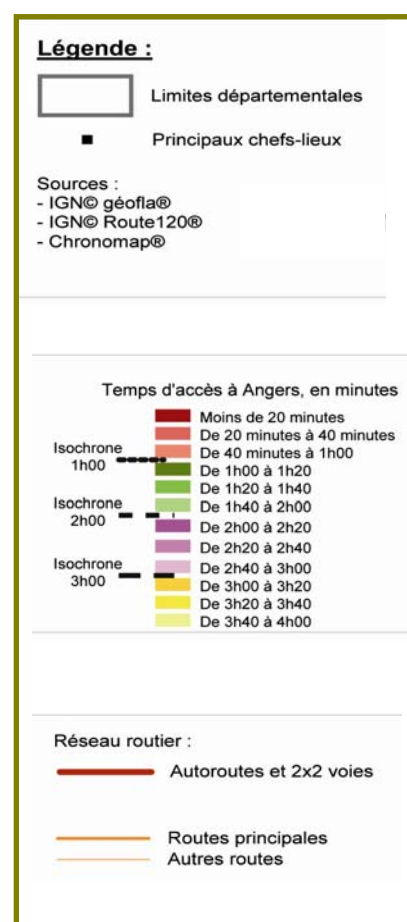 Légende :
Limites départementales
Principaux chefs-lieux
Sources :
- IGN© géofla®
- IGN© Route120®
- Chronomap®
Temps d'accès à Angers, en minutes
Moins de 20 minutes
De 20 minutes à 40 minutes
De 40 minutes à 1h00
Isochrone
1h00
De 1h00 à 1h20
De 1h20 à 1h40
De 1h40 à 2h00
Isochrone
2h00
De 2h00 à 2h20
De 2h20 à 2h40
De 2h40 à 3h00
Isochrone
3h00
De 3h00 à 3h20
De 3h20 à 3h40
De 3h40 à 4h00
Réseau routier :
Autoroutes et 2x2 voies
Routes principales
Autres routes